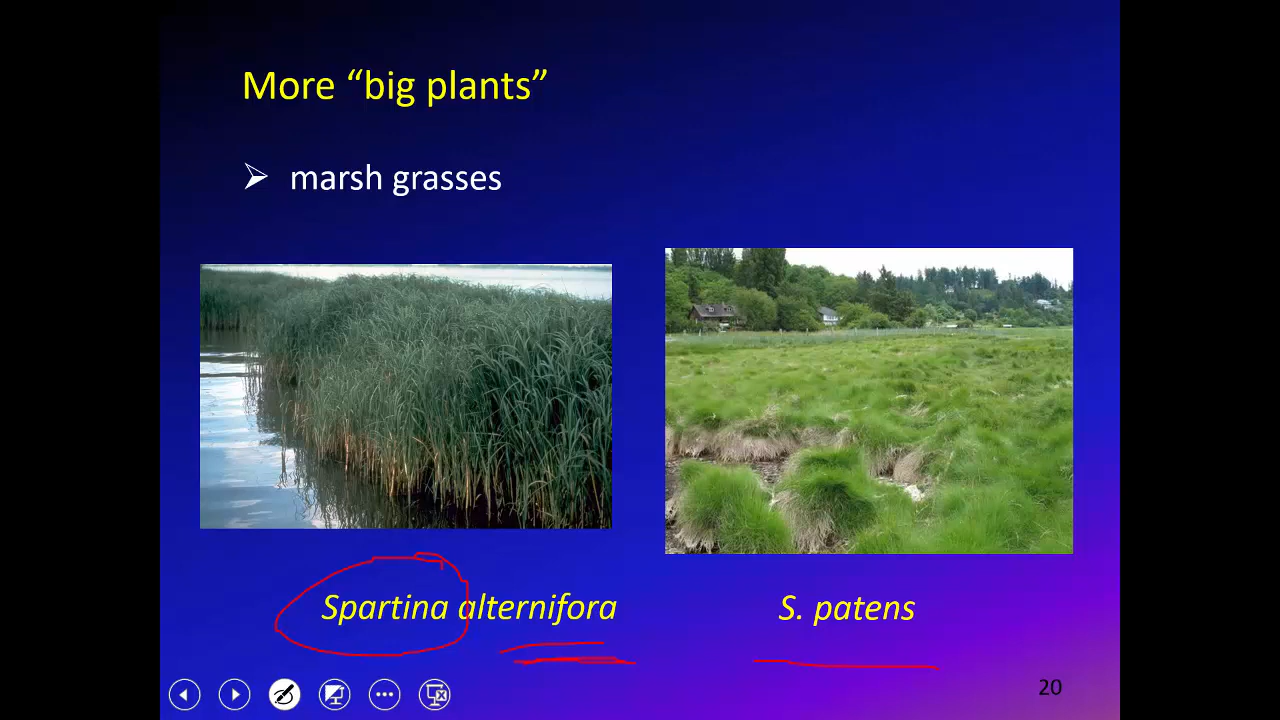 More “big plants”
➢ marsh grasses
Spartina alternifora
S. patens
20